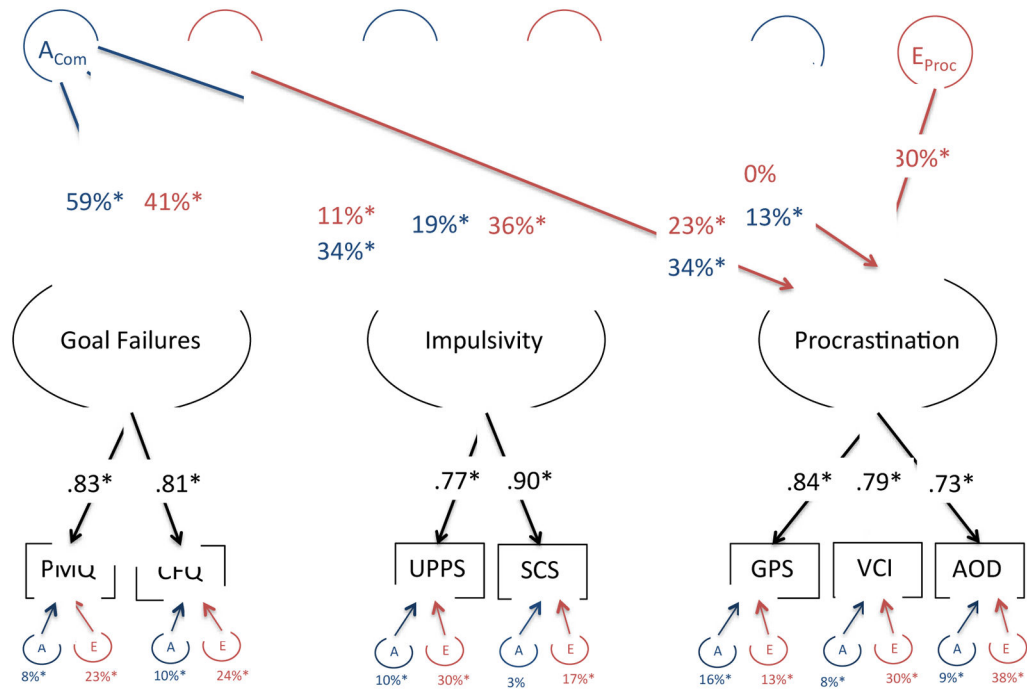 A_Com E_Proc
30%*
0%
59%* 41%* 11%* 19%* 36%* 23%* 13%*
34%* 34%*
Goal Failures Impulsivity Procrastination
.83* .81* .77* .90* .84* .79* .73*
PMQ CFQ UPPS SCS GPS VCI AOD
A E A E A E A E A E A E A E
8%* 23%* 10%* 24%* 10%* 30%* 3% 17%* 16%* 13%* 8%* 30%* 9%* 38%*